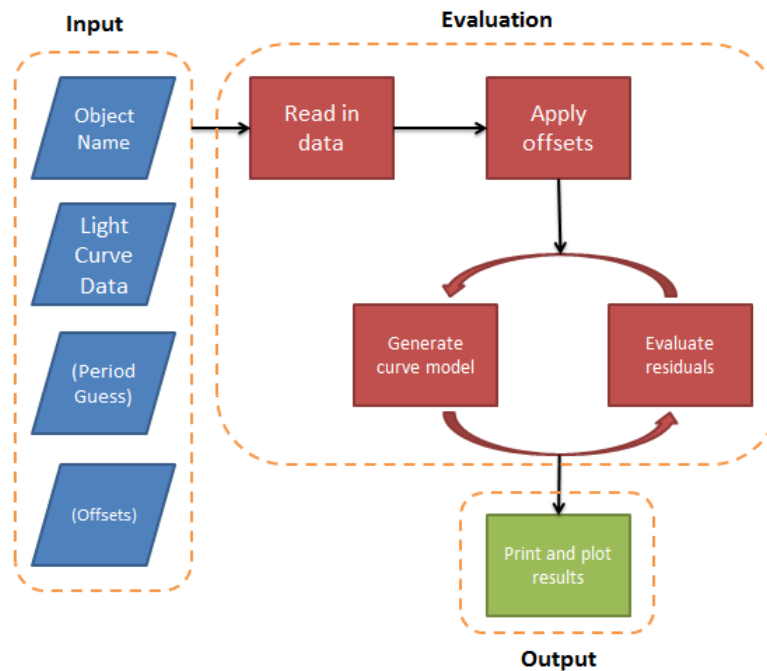 Input
Object
Name
Light
Curve
Data
(Period
Guess)
(Offsets)
Evaluation
Read in
data
Apply
offsets
Generate
curve model
Evaluate
residuals
Print and plot
results
Output